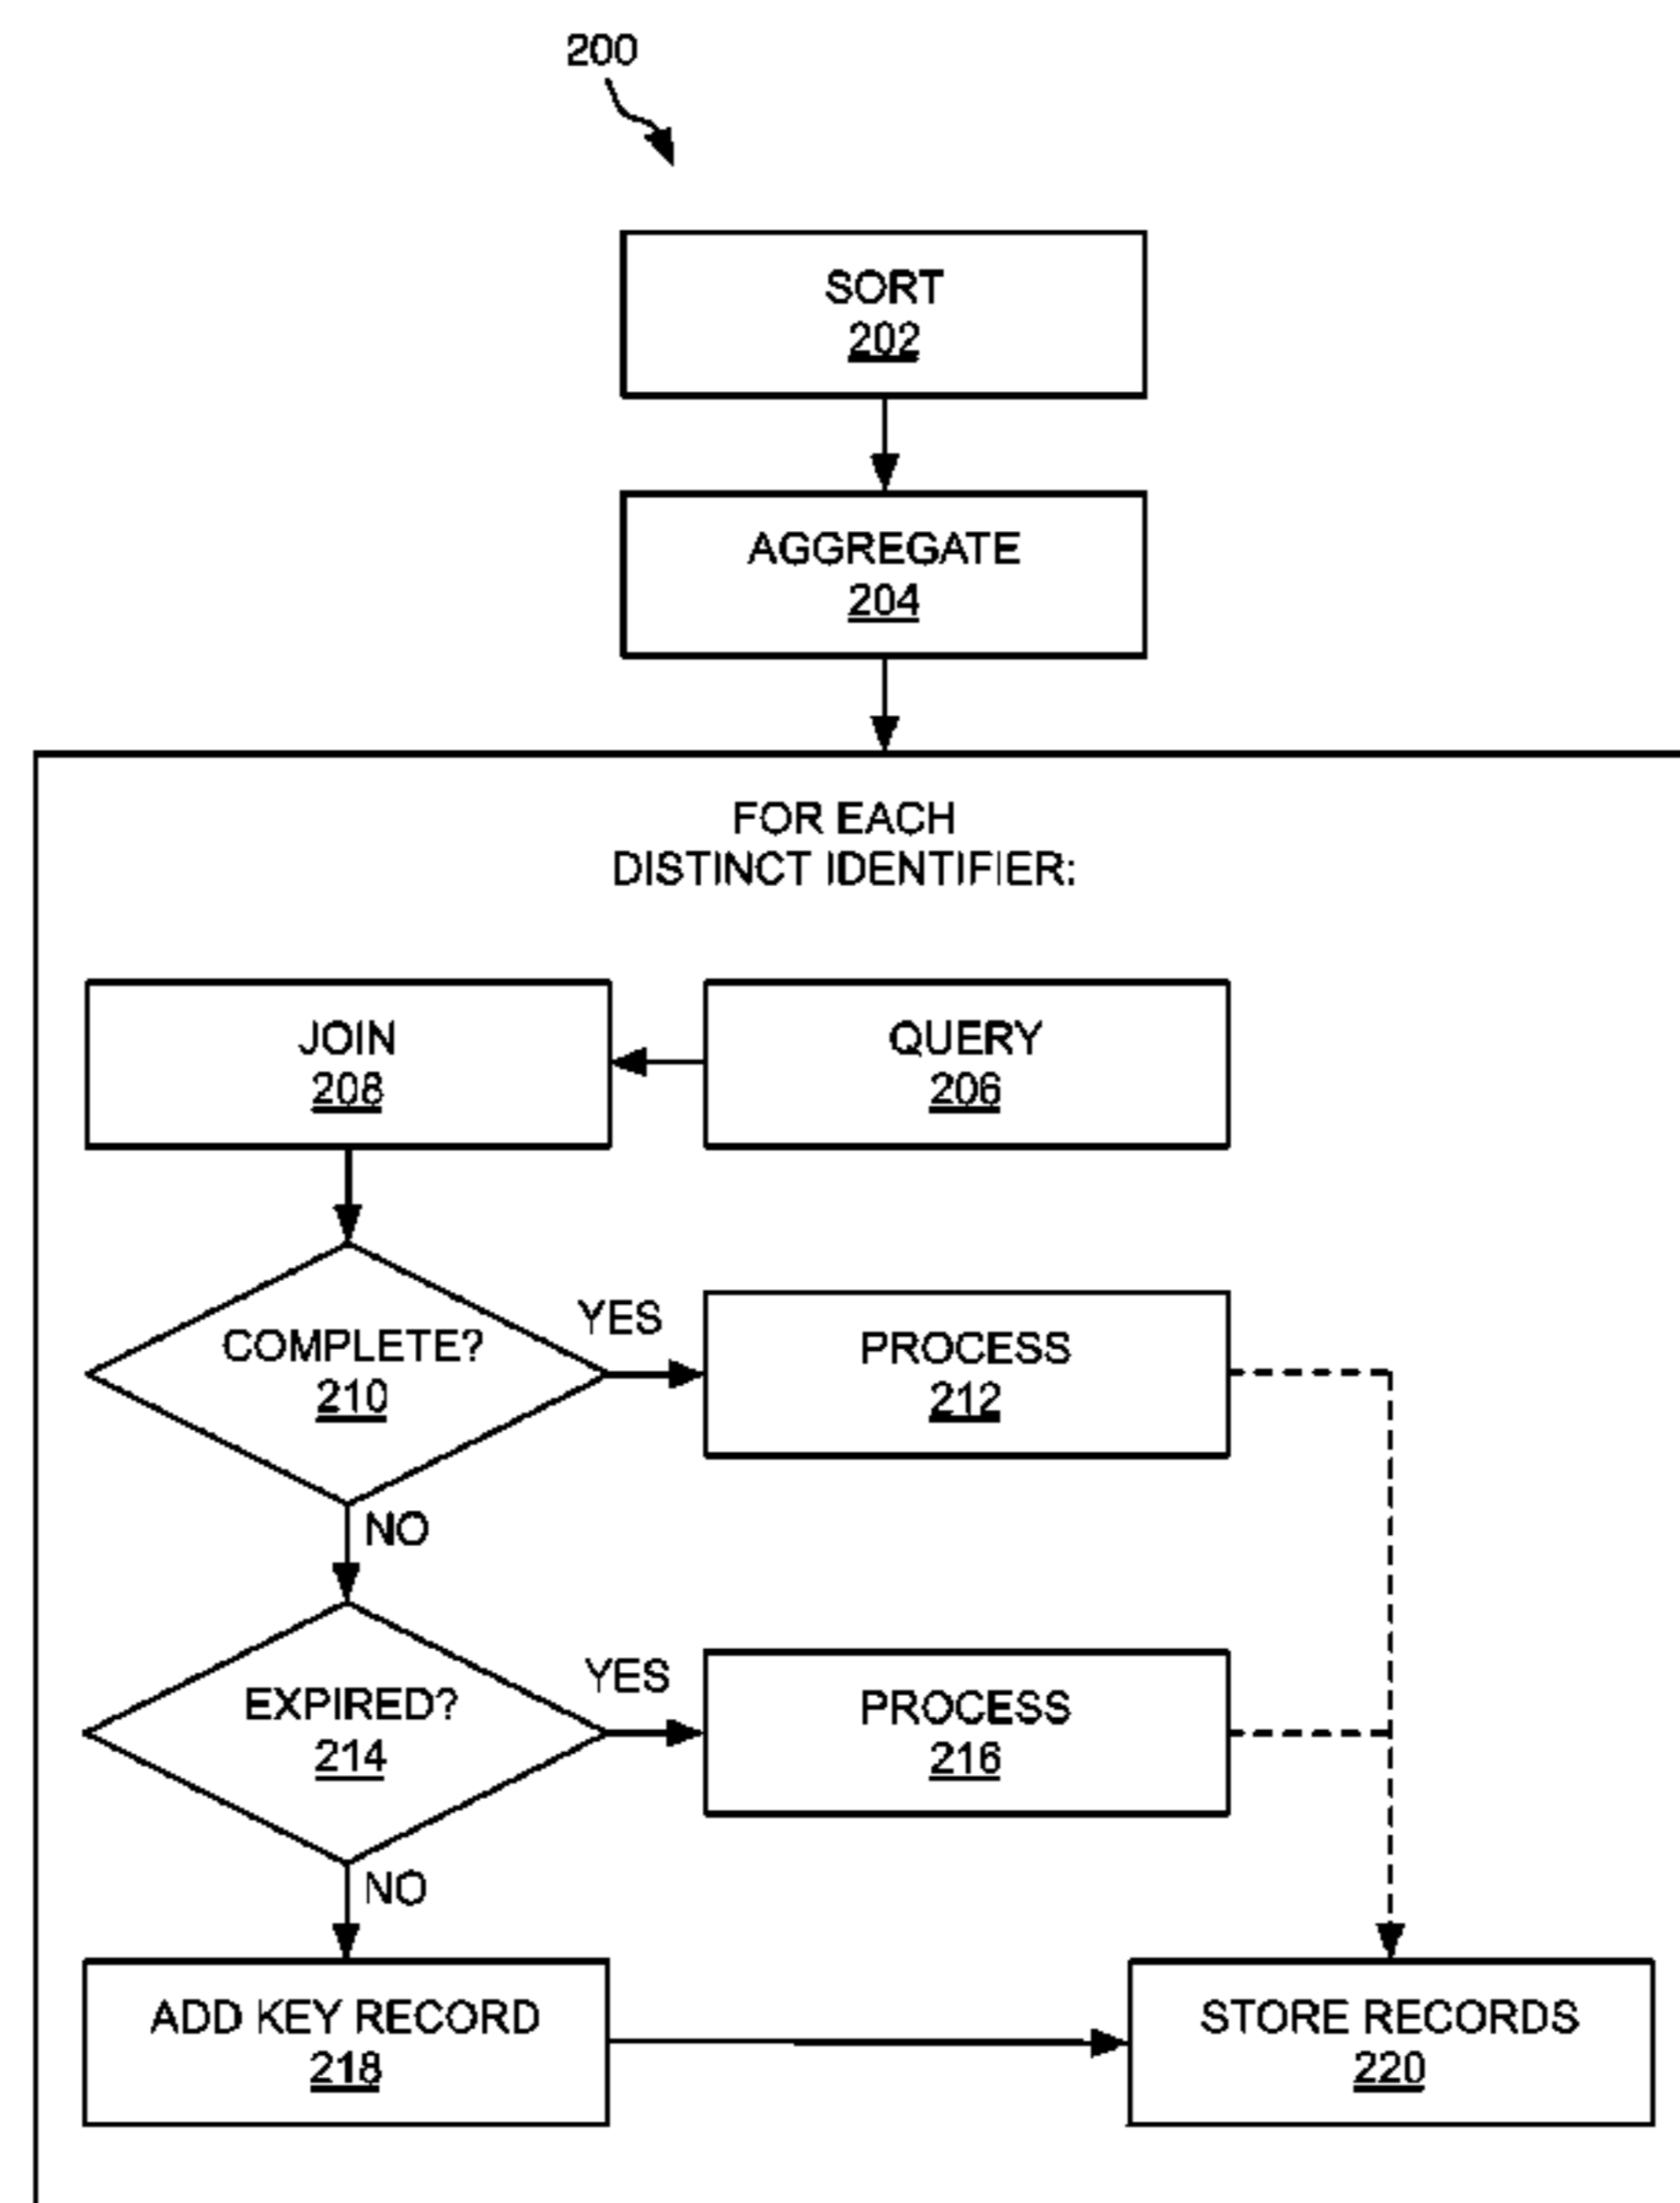 200
SORT
202
AGGREGATE
204
FOR EACH
DISTINCT IDENTIFIER:
JOIN
208
QUERY
206
COMPLETE?
210
YES
PROCESS
212
NO
EXPIRED?
214
YES
PROCESS
216
NO
ADD KEY RECORD
218
STORE RECORDS
220